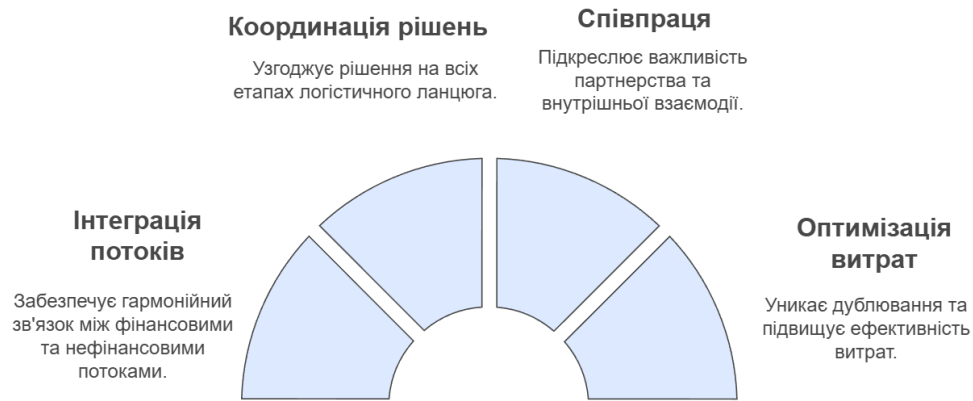 Координація рішень
Узгоджує рішення на всіх
етапах логістичного ланцюга.
Співпраця
Підкреслює важливість
партнерства та
внутрішньої взаємодії.
Інтеграція
потоків
Забезпечує гармонійний
зв'язок між фінансовими
та нефінансовими
потоками.
Оптимізація
витрат
Уникає дублювання та
підвищує ефективність
витрат.